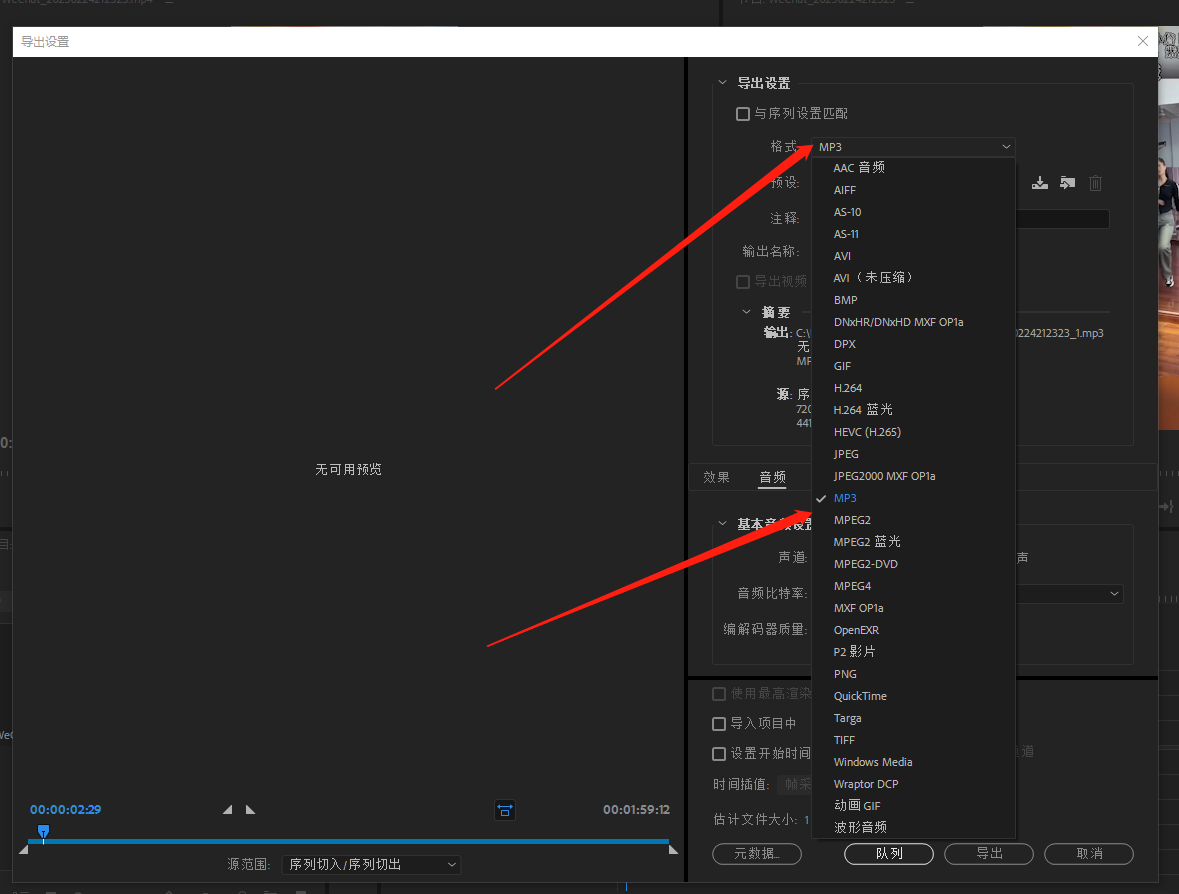 导出设置
导出设置
与序列设置匹配
格式:
MP3
AAC 音频
预设:
AIFF
AS-10
注释:
AS-11
输出名称:
AVI
AVI（未压缩）
导出视频
BMP
摘要
DNxHR/DNxHD MXF OP1a
输出: C:\
0224212323_1.mp3
无
DPX
MP
GIF
H.264
源: 序
720
H.264 蓝光
441
HEVC (H.265)
JPEG
无可用预览
效果
音频
JPEG2000 MXF OP1a
MP3
基本音频设置
MPEG2
MPEG2 蓝光
声道:
声
MPEG2-DVD
MPEG4
音频比特率:
MXF OP1a
编解码器质量:
OpenEXR
P2 影片
PNG
使用最高渲染
QuickTime
导入项目中
Targa
TIFF
设置开始时间
道
Windows Media
时间插值:
帧采
Wraptor DCP
00:00:02:29
00:01:59:12
动画 GIF
估计文件大小: 1
波形音频
源范围:
序列切入/序列切出
元数据...
队列
导出
取消